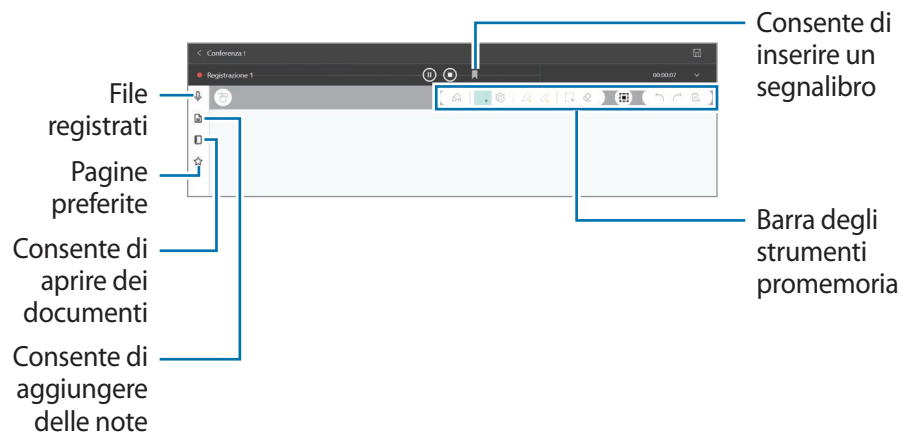 Consente di
inserire un
segnalibro
Conferenza 1
Registrazione 1
00:00:07
File
registrati
Pagine
preferite
Consente di
aprire dei
documenti
Consente di
aggiungere
delle note
Barra degli
strumenti
promemoria